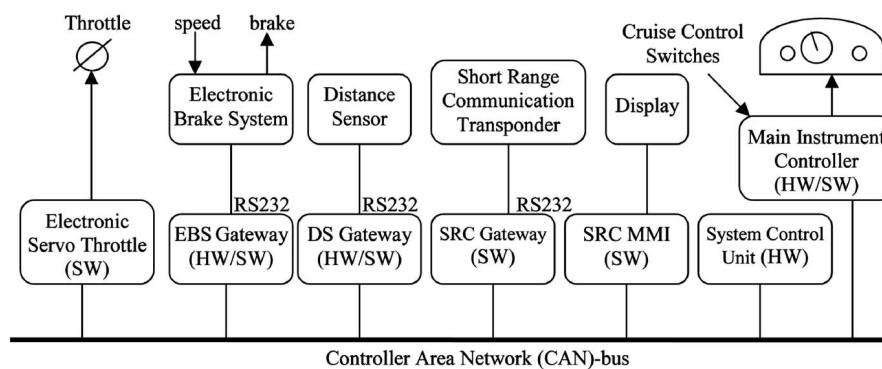 Throttle
speed
brake
Cruise Control
Switches
Electronic
Brake System
Distance
Sensor
Short Range
Communication
Transponder
Display
Main Instrument
Controller
(HW/SW)
RS232
RS232
RS232
Electronic
Servo Throttle
(SW)
EBS Gateway
(HW/SW)
DS Gateway
(HW/SW)
SRC Gateway
(SW)
SRC MMI
(SW)
System Control
Unit (HW)
Controller Area Network (CAN)-bus